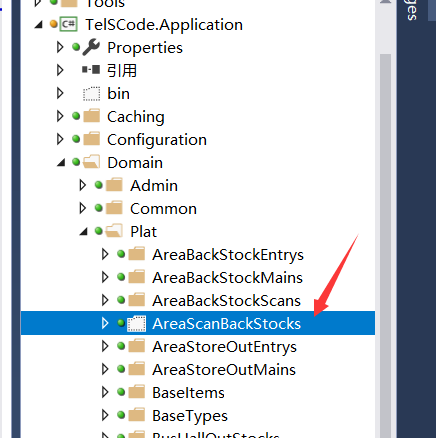 Tools
TelSCode.Application
Properties
引用
bin
Caching
Configuration
Domain
Admin
Common
Plat
AreaBackStockEntrys
AreaBackStockMains
AreaBackStockScans
AreaScanBackStocks
AreaStoreOutEntrys
AreaStoreOutMains
BaseItems
BaseTypes
BusHallOutStocks
ges